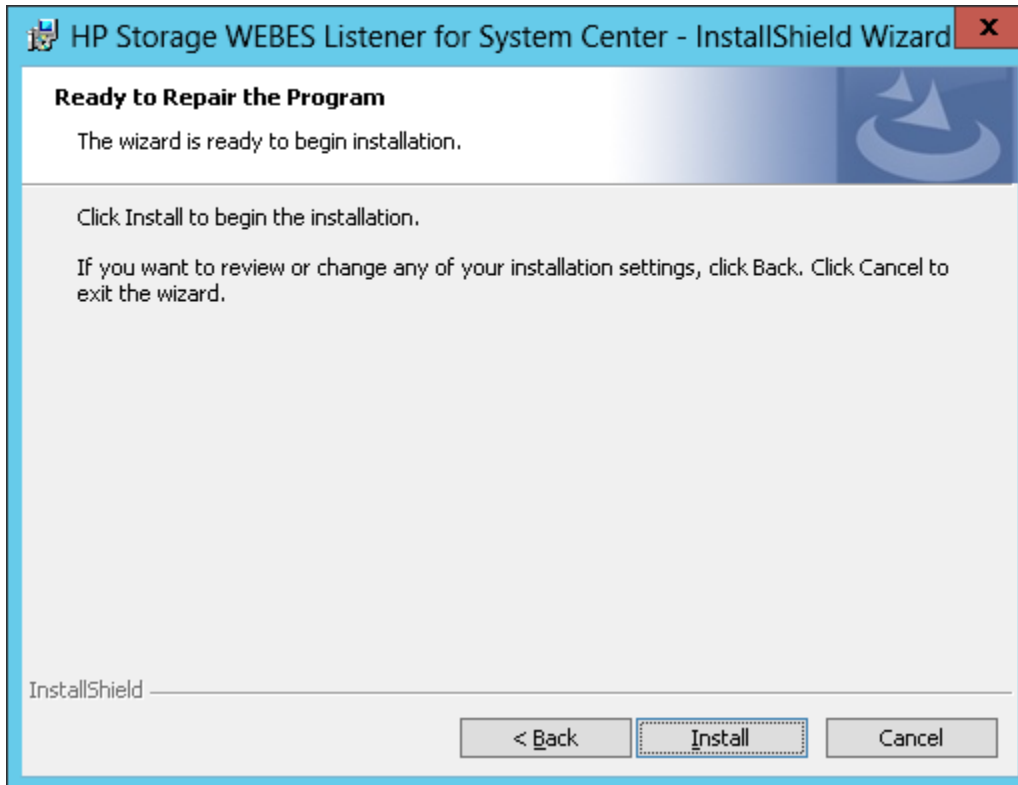 HP Storage WEBES Listener for System Center - InstallShield Wizard
x
Ready to Repair the Program
The wizard is ready to begin installation.
Click Install to begin the installation.
If you want to review or change any of your installation settings, click Back. Click Cancel to
exit the wizard.
InstallShield
< Back
Install
Cancel